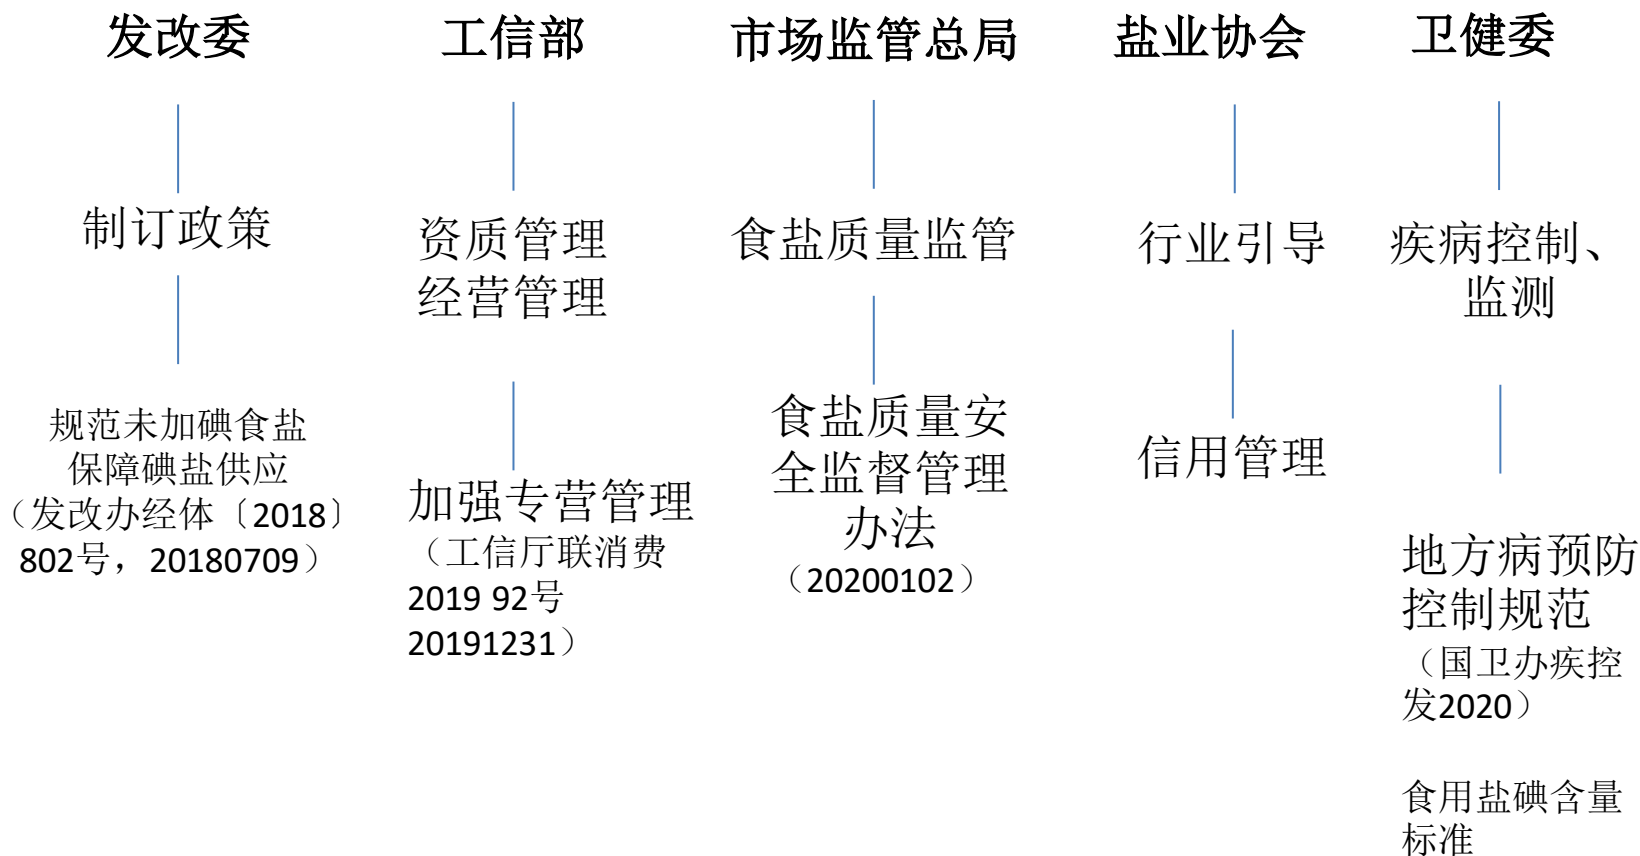 发改委
制订政策
规范未加碘食盐
保障碘盐供应
（发改办经体〔2018〕
802号，20180709）
工信部
资质管理
经营管理
加强专营管理
（工信厅联消费
2019 92号
20191231）
市场监管总局
食盐质量监管
食盐质量安
全监督管理
办法
（20200102）
盐业协会
行业引导
信用管理
卫健委
疾病控制、
监测
地方病预防
控制规范
（国卫办疾控
发2020）
食用盐碘含量
标准